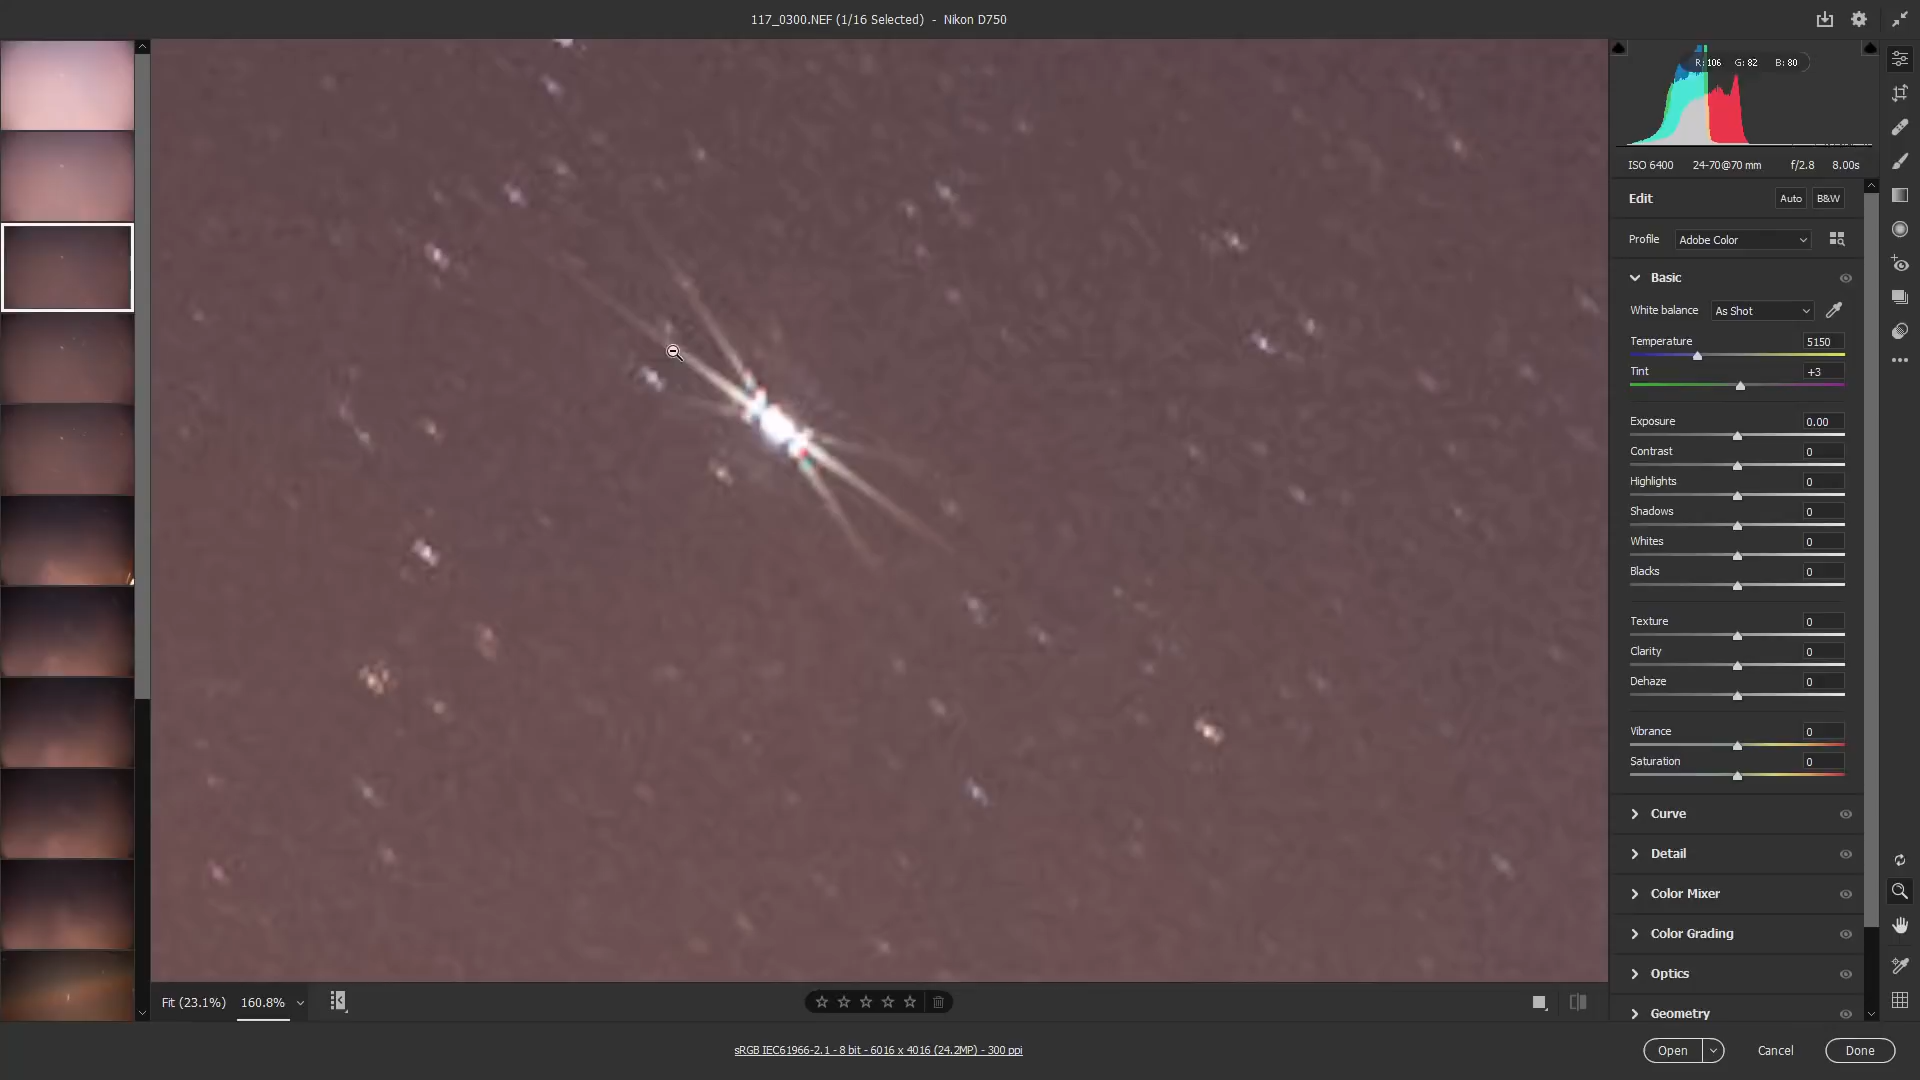 117_0300.NEF (1/16 Selected) - Nikon D750
R: 106 G: 82 B: 80
ISO 6400 24-70@70 mm f/2.8 8.00s
Edit Auto B&W
Profile Adobe Color
Basic
White balance As Shot
Temperature 5150
Tint +3
Exposure 0.00
Contrast 0
Highlights 0
Shadows 0
Whites 0
Blacks 0
Texture 0
Clarity 0
Dehaze 0
Vibrance 0
Saturation 0
Curve
Detail
Color Mixer
Color Grading
Optics
Geometry
Fit (23.1%) 160.8%
sRGB IEC61966-2.1 - 8 bit - 6016 x 4016 (24.2MP) - 300 ppi
Open Cancel Done